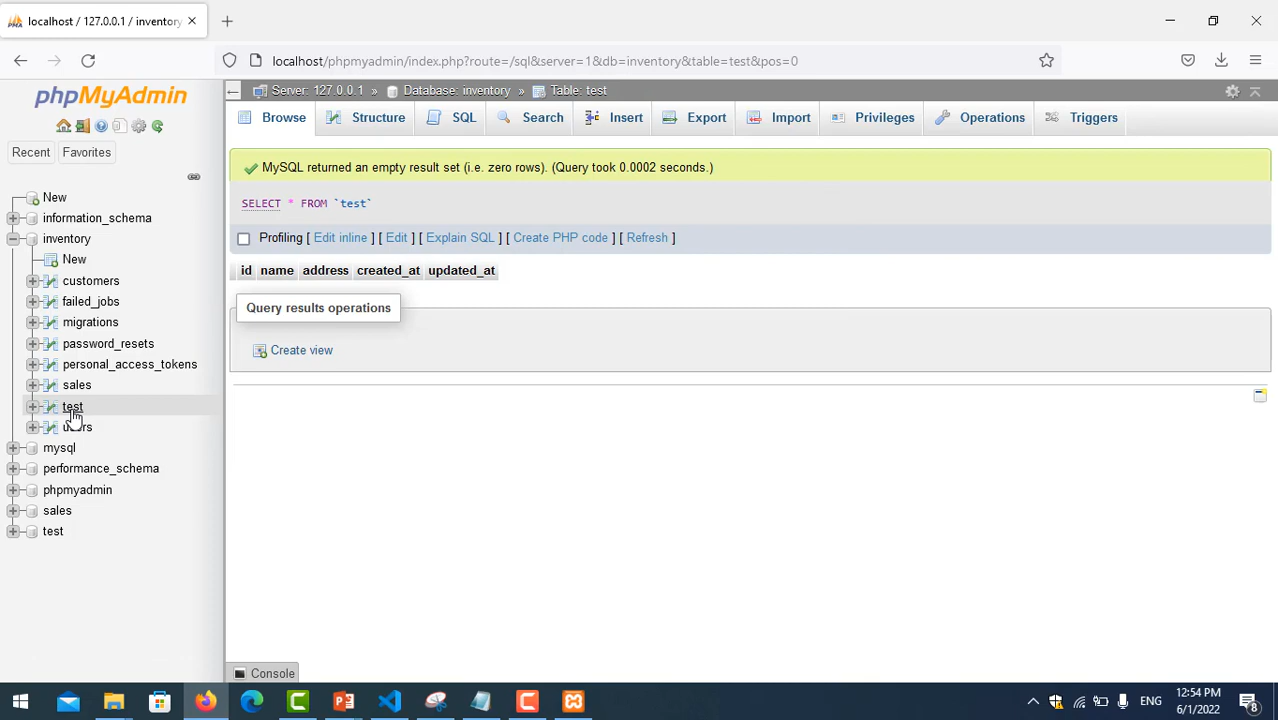 localhost / 127.0.0.1 / inventory
localhost/phpmyadmin/index.php?route=/sql&server=1&db=inventory&table=test&pos=0
phpMyAdmin
Recent
Favorites
New
information_schema
inventory
New
customers
failed_jobs
migrations
password_resets
personal_access_tokens
sales
test
users
mysql
performance_schema
phpmyadmin
sales
test
Server: 127.0.0.1 » Database: inventory » Table: test
Browse Structure SQL Search Insert Export Import Privileges Operations Triggers
MySQL returned an empty result set (i.e. zero rows). (Query took 0.0002 seconds.)
SELECT * FROM `test`
Profiling [ Edit inline ] [ Edit ] [ Explain SQL ] [ Create PHP code ] [ Refresh ]
id name address created_at updated_at
Query results operations
Create view
Console
ENG
12:54 PM
6/1/2022
8